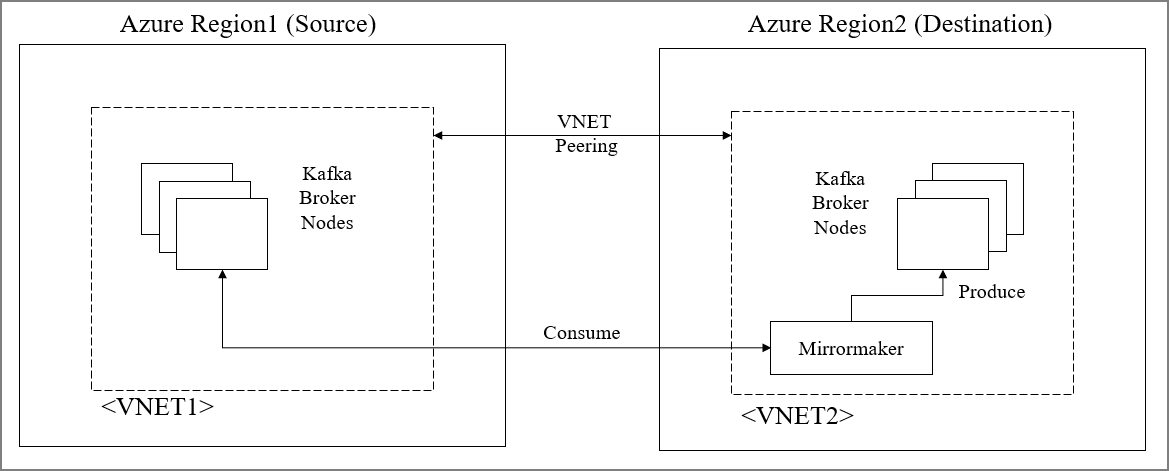 Azure Region1 (Source)
Azure Region2 (Destination)
VNET
Peering
Kafka
Broker
Nodes
Kafka
Broker
Nodes
Produce
Consume
Mirrormaker
<VNET1>
<VNET2>